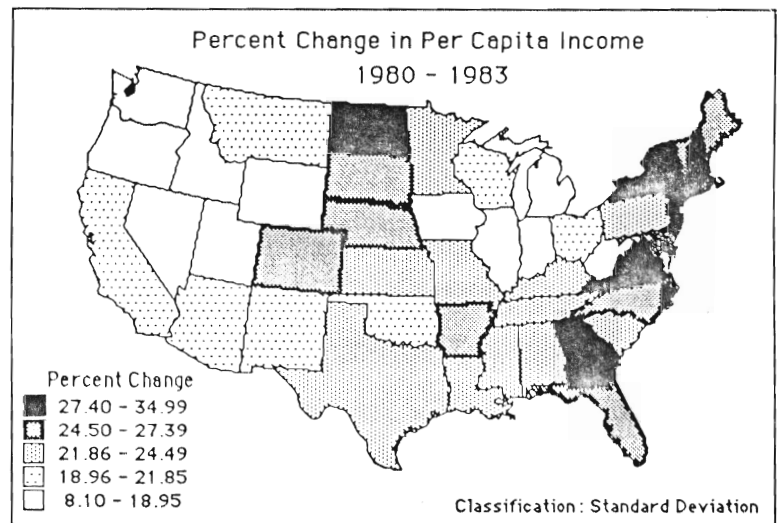 Percent Change in Per Capita Income
1980 - 1983
Percent Change
27.40 - 34.99
24.50 - 27.39
21.86 - 24.49
18.96 - 21.85
8.10 - 18.95
Classification: Standard Deviation